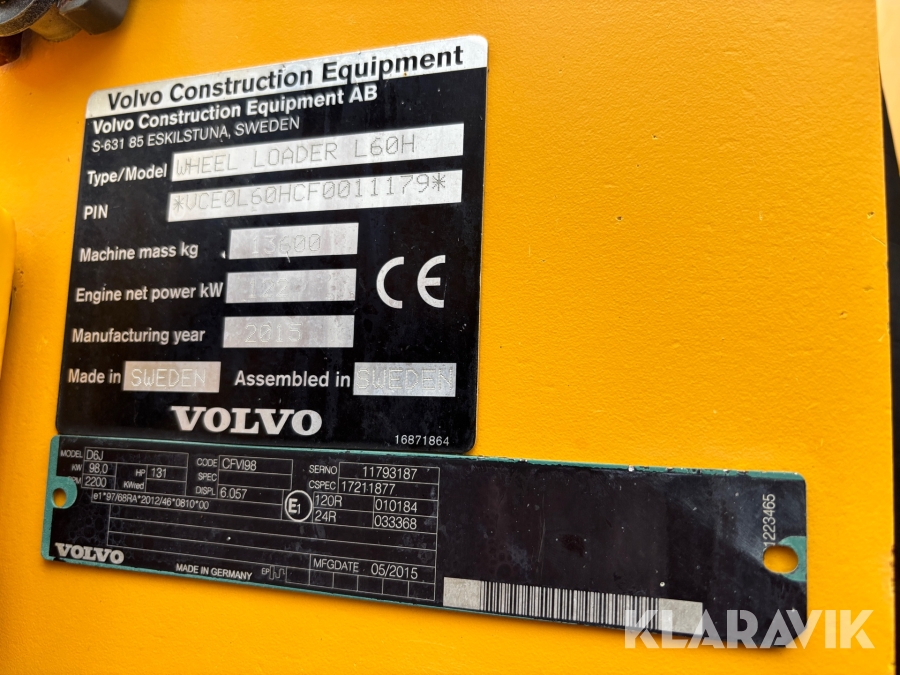 Volvo Construction Equipment
Volvo Construction Equipment AB
S-631 85 ESKILSTUNA, SWEDEN
Type/Model WHEEL LOADER L60H
PIN *VCE0L60HCF0011179*
Machine mass kg 13600
Engine net power kW
CE
Manufacturing year 2015
Made in SWEDEN Assembled in SWEDEN
VOLVO
16871864
MODEL D6J CODE CFVI98 SERNO 11793187
KW 98,0 HP 131 SPEC CSPEC 17211877
2200 KWred DISPL 6.057 120R 010184
e1*97/68RA*2012/46*0810*00 E1 24R 033368
1223465
VOLVO MADE IN GERMANY EP MFGDATE 05/2015
KLARAVIK